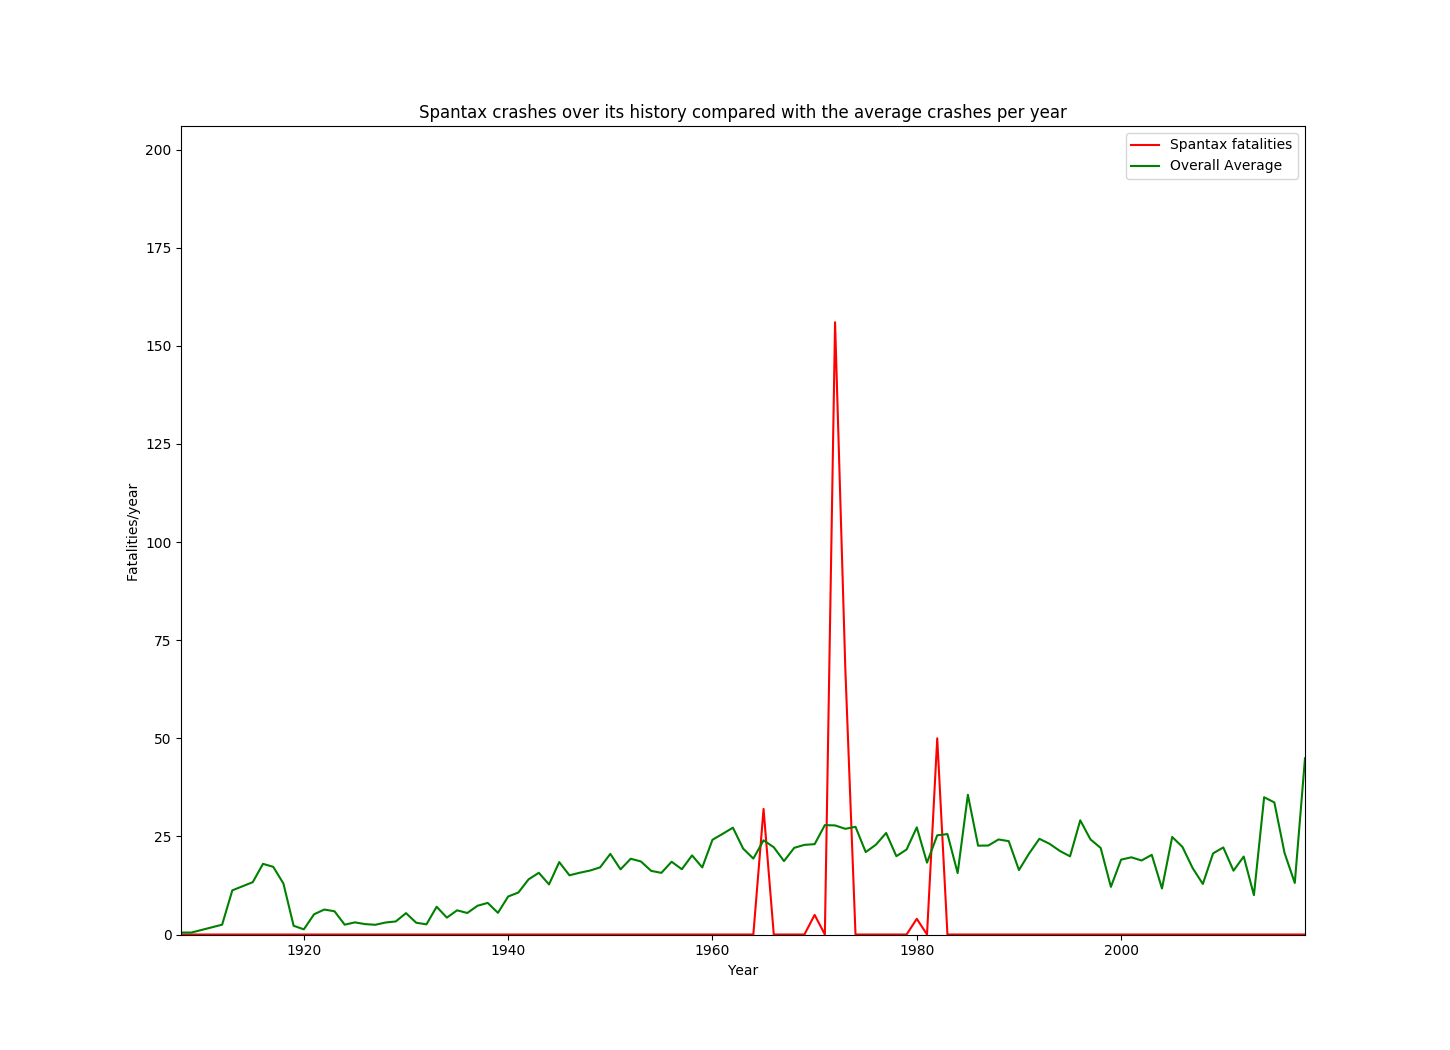 Spantax crashes over its history compared with the average crashes per year
Spantax fatalities
Overall Average
200
175
150
125
100
75
50
25
0
Fatalities/year
1920
1940
1960
1980
2000
Year